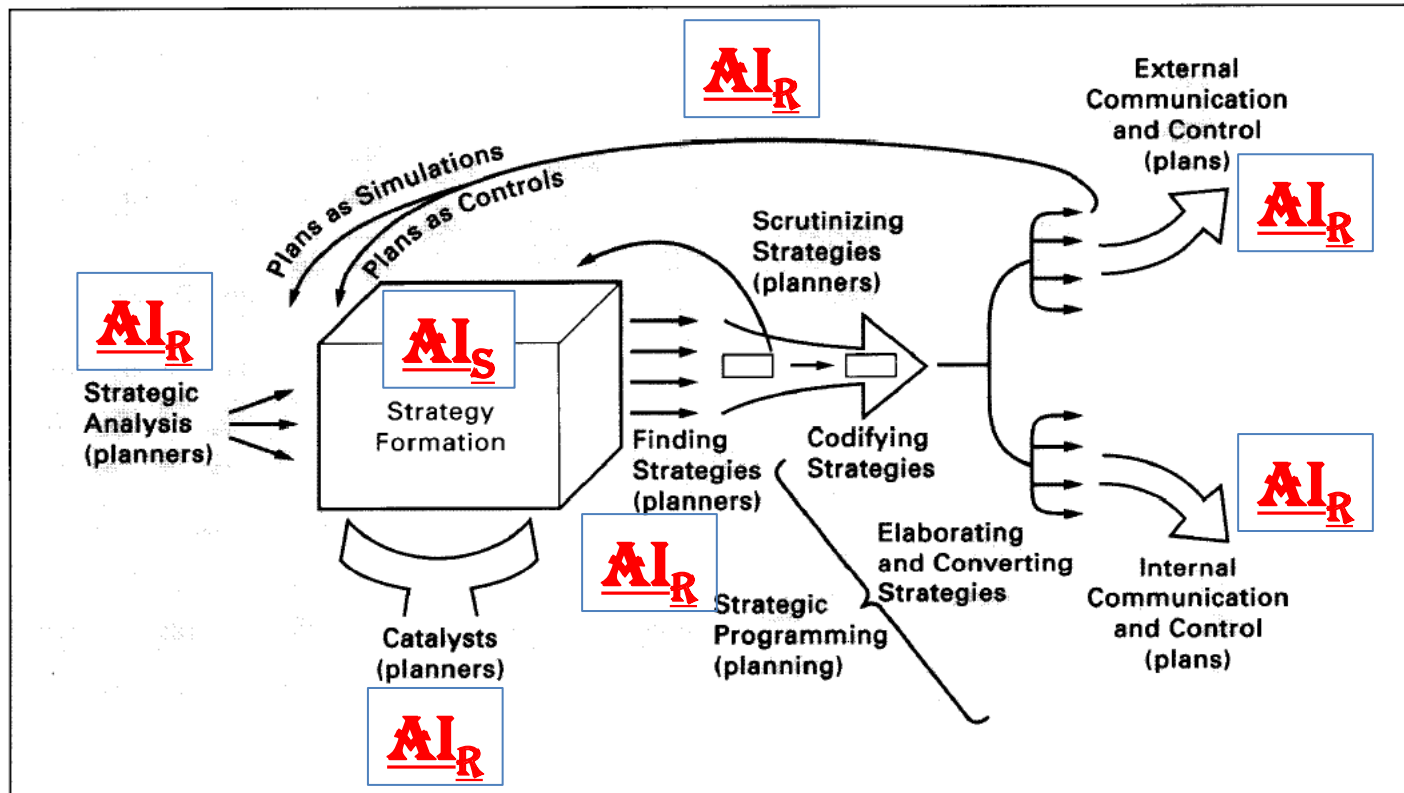 AIR
External
Communication
and Control
(plans)
AIR
Plans as Simulations
Plans as Controls
Scrutinizing
Strategies
(planners)
AIR
Strategic
Analysis
(planners)
AIS
Strategy
Formation
Finding
Strategies
(planners)
Codifying
Strategies
AIR
Elaborating
and Converting
Strategies
AIR
Strategic
Programming
(planning)
Internal
Communication
and Control
(plans)
Catalysts
(planners)
AIR